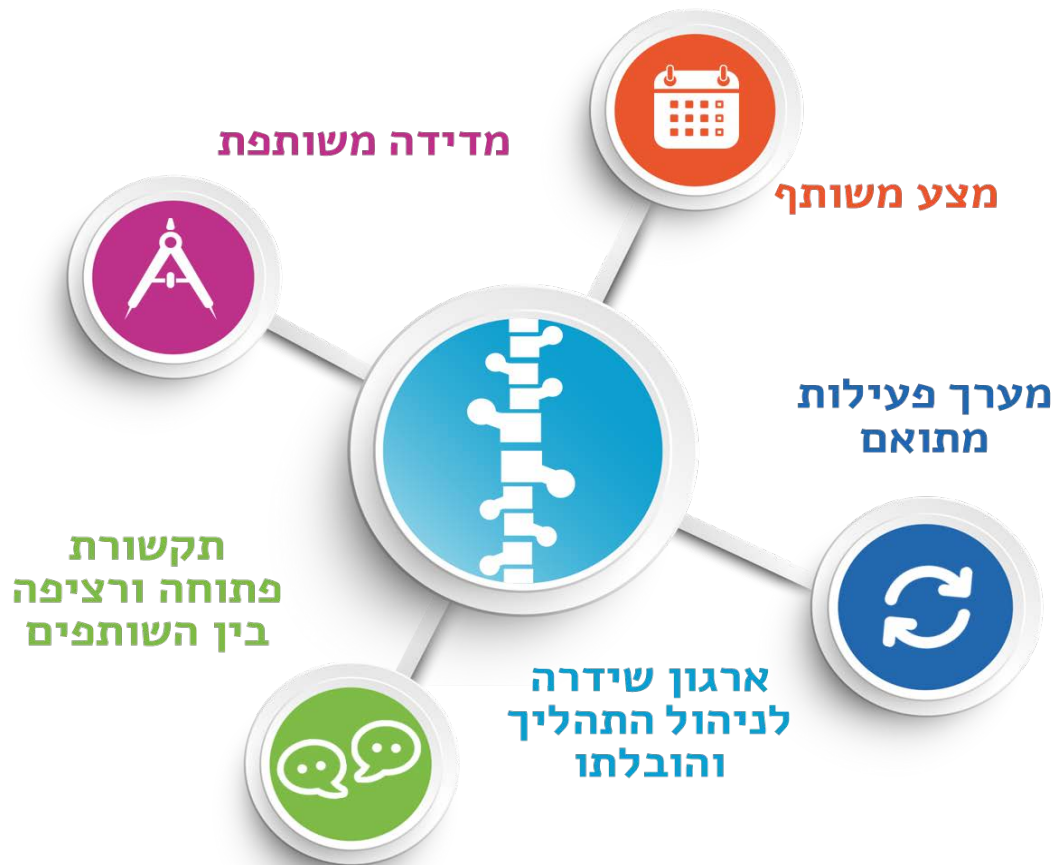 מדידה משותפת
מצע משותף
מערך פעילות
מתואם
תקשורת
פתוחה ורציפה
בין השותפים
ארגון שידרה
לניהול התהליך
והובלתו